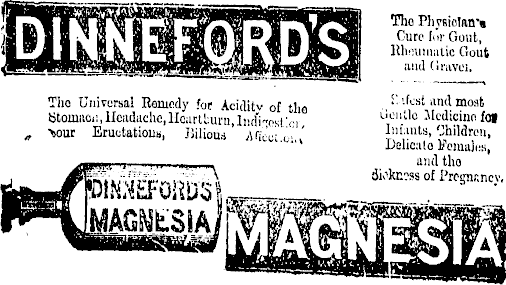 DINNEFORD'S
The Physician's
Cure for Gout,
Rheumatic Gout
and Gravel.
The Universal Remedy for Acidity of the
Stomach, Headache, Heartburn, Indigestion,
Sour Eructations, Bilious Affections.
Safest and most
Gentle Medicine for
Infants, Children,
Delicate Females,
and the
Sickness of Pregnancy.
DINNEFORD'S
MAGNESIA
MAGNESIA